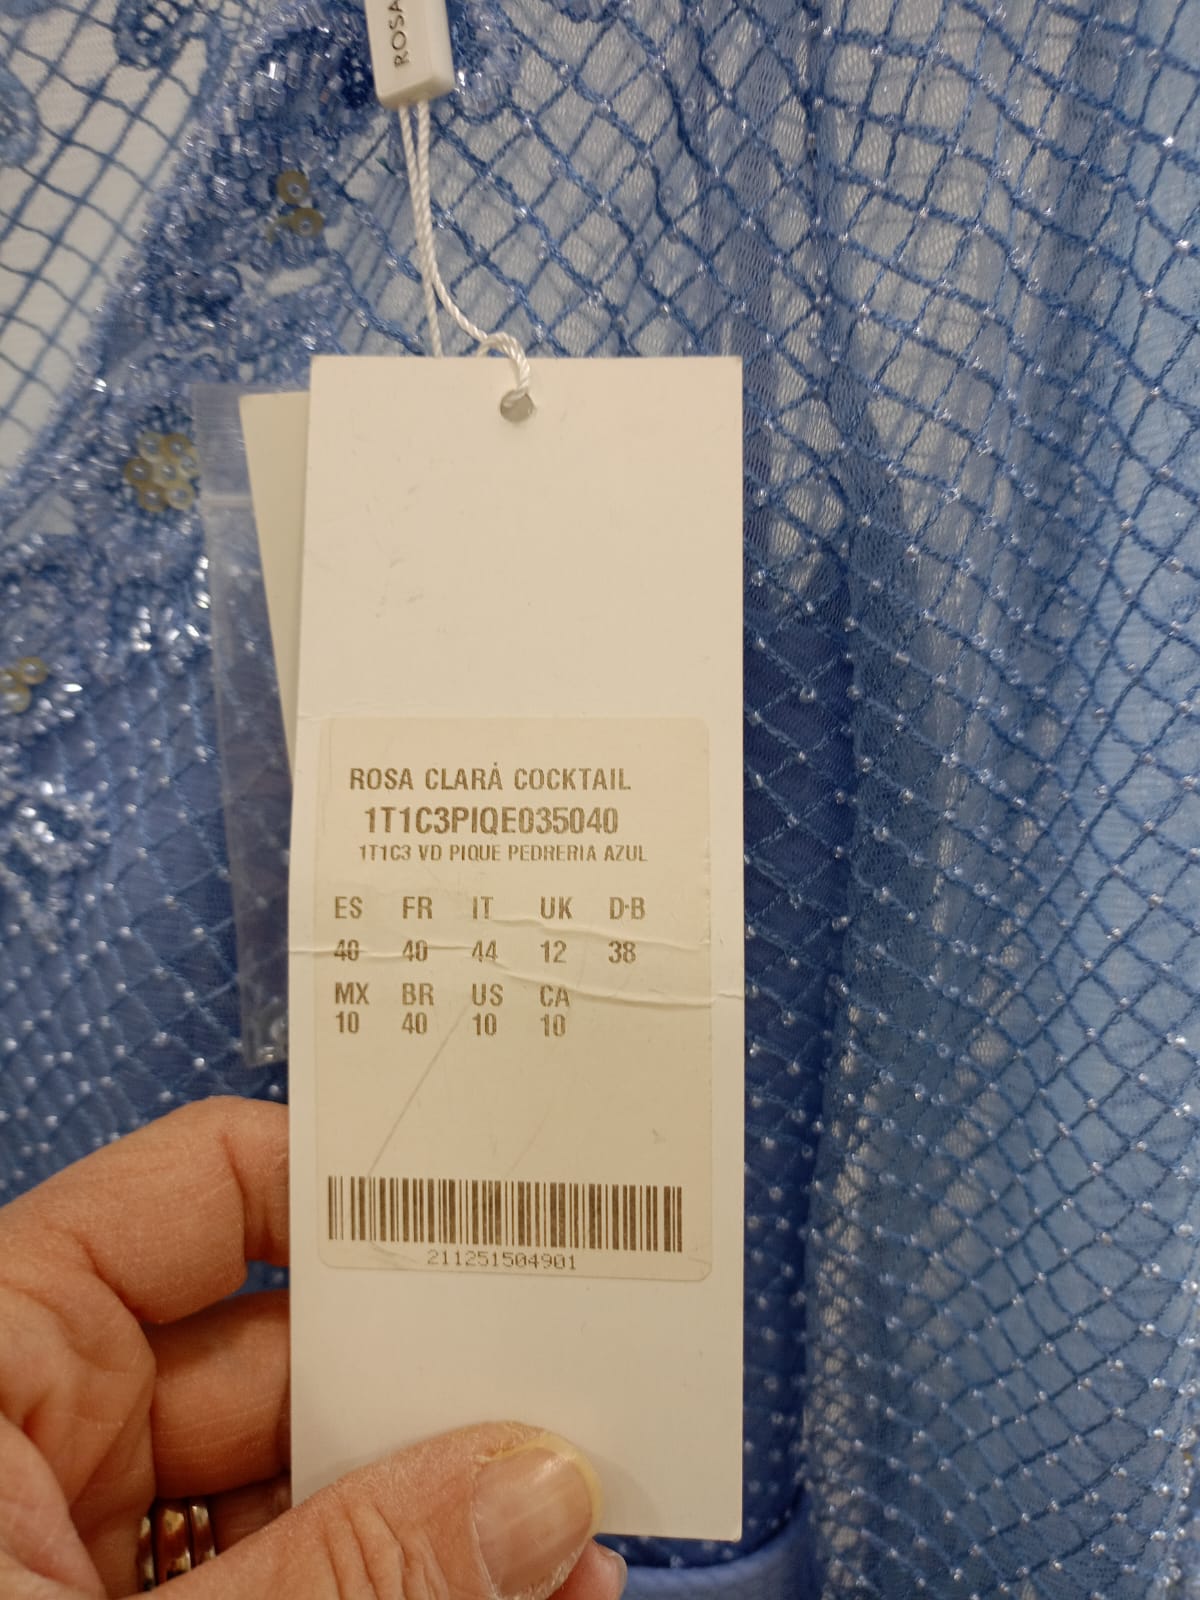 ROSA
ROSA CLARÁ COCKTAIL
1T1C3PIQE035040
1T1C3 VD PIQUE PEDRERIA AZUL
ES FR IT UK D·B
40 40 44 12 38
MX BR US CA
10 40 10 10
211251504901